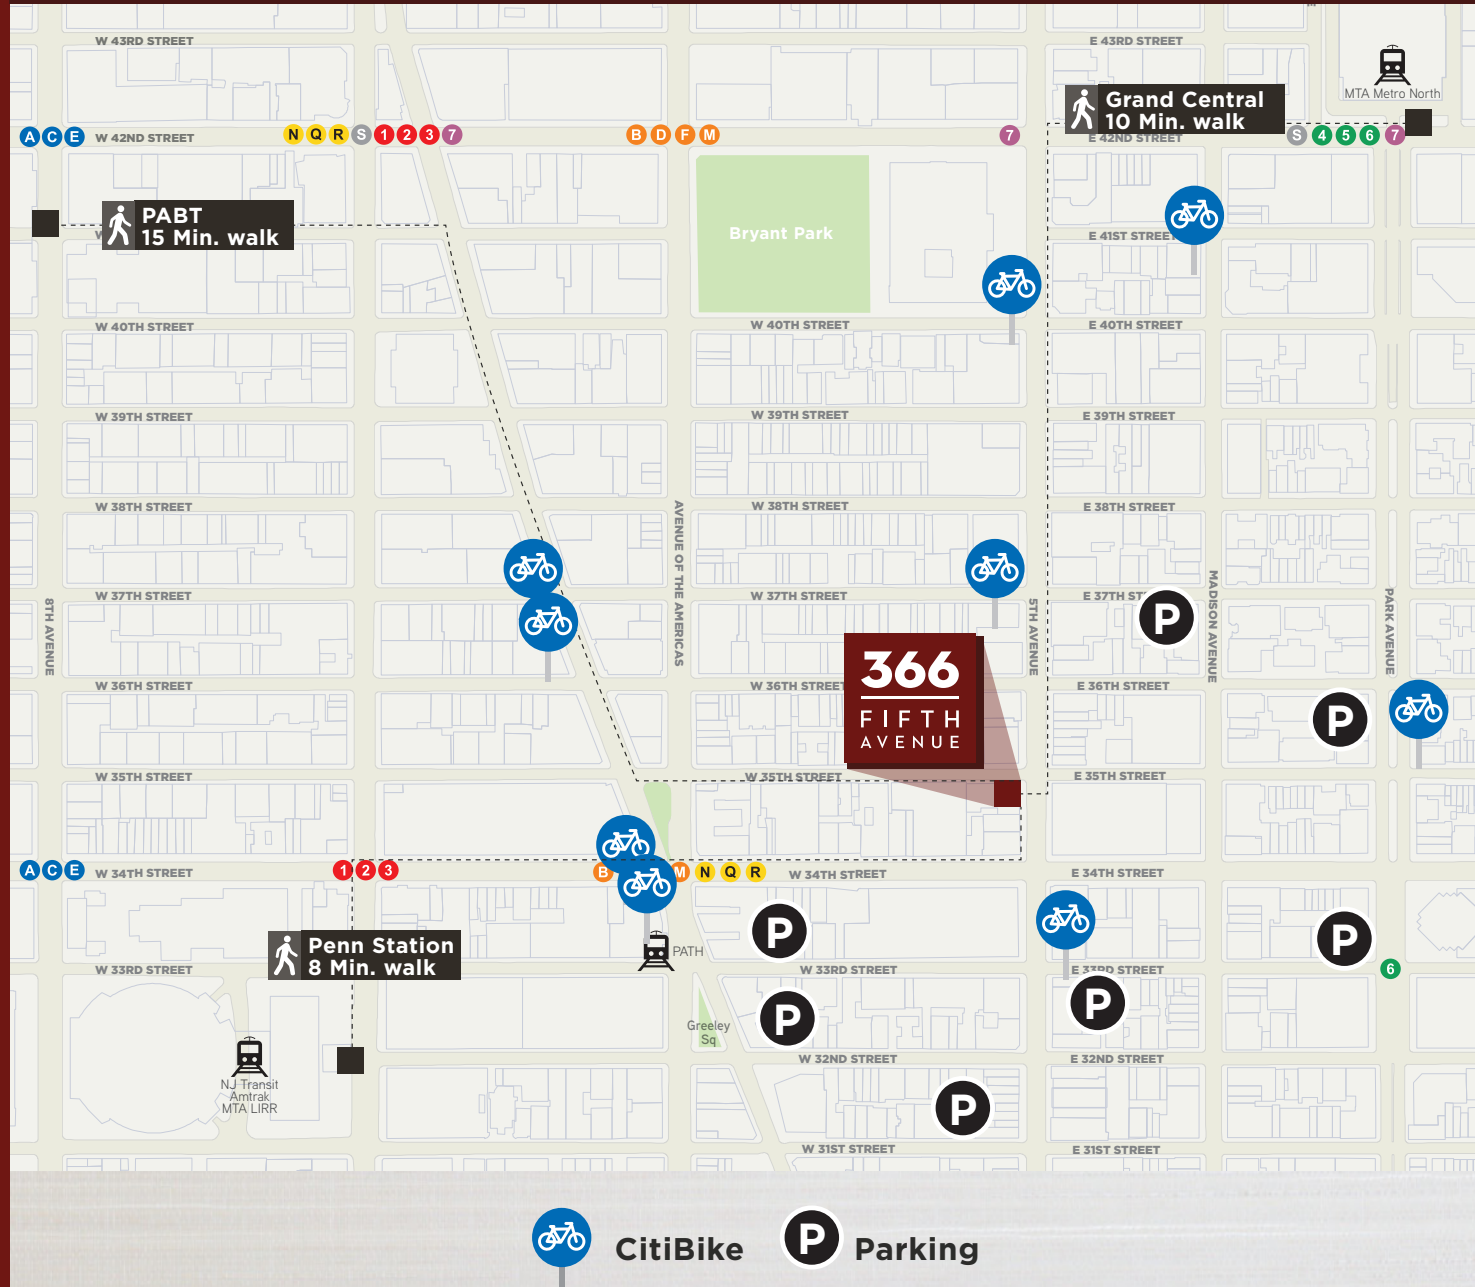 W 43RD STREET
E 43RD STREET
MTA Metro North
Grand Central
10 Min. walk
A C E
W 42ND STREET
N Q R S 1 2 3 7
B D F M
7
E 42ND STREET
S 4 5 6 7
PABT
15 Min. walk
W
Bryant Park
E 41ST STREET
W 40TH STREET
W 40TH STREET
E 40TH STREET
W 39TH STREET
W 39TH STREET
E 39TH STREET
W 38TH STREET
W 38TH STREET
E 38TH STREET
AVENUE OF THE AMERICAS
8TH AVENUE
5TH AVENUE
MADISON AVENUE
PARK AVENUE
W 37TH STREET
W 37TH STREET
E 37TH ST
P
366
FIFTH
AVENUE
W 36TH STREET
W 36TH STREET
E 36TH STREET
P
W 35TH STREET
W 35TH STREET
E 35TH STREET
A C E
W 34TH STREET
1 2 3
B
M N Q R
W 34TH STREET
E 34TH STREET
P
P
Penn Station
8 Min. walk
PATH
W 33RD STREET
W 33RD STREET
E 33RD STREET
6
P
P
Greeley
Sq
W 32ND STREET
E 32ND STREET
NJ Transit
Amtrak
MTA LIRR
P
W 31ST STREET
E 31ST STREET
CitiBike
P
Parking